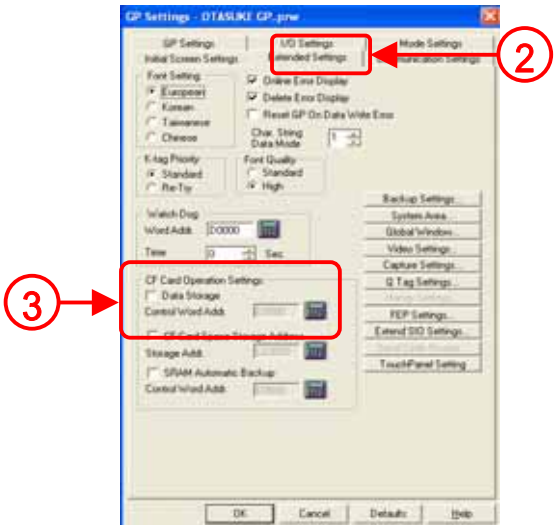 GP Settings - OTASUKE GP.prw
GP Settings I/O Settings Mode Settings
Initial Screen Settings Extended Settings Communication Settings
2
Font Setting
European
Korean
Taiwanese
Chinese
Online Error Display
Delete Error Display
Reset GP On Data Write Error
Char. String
Data Mode 1
K-tag Priority
Standard
Re-Try
Font Quality
Standard
High
Watch Dog
Word Addr. D0000
Time 0 Sec
Backup Settings...
System Area...
Global Window...
Video Settings...
Capture Settings...
Q Tag Settings...
FEP Settings...
Extend SIO Settings...
TouchPanel Setting
3
CF Card Operation Settings
Data Storage
Control Word Addr.
Storage Addr.
SRAM Automatic Backup
Control Word Addr.
OK Cancel Defaults Help